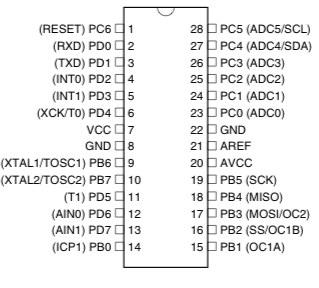 (RESET) PC6 1 28 PC5 (ADC5/SCL)
(RXD) PD0 2 27 PC4 (ADC4/SDA)
(TXD) PD1 3 26 PC3 (ADC3)
(INT0) PD2 4 25 PC2 (ADC2)
(INT1) PD3 5 24 PC1 (ADC1)
(XCK/T0) PD4 6 23 PC0 (ADC0)
VCC 7 22 GND
GND 8 21 AREF
(XTAL1/TOSC1) PB6 9 20 AVCC
(XTAL2/TOSC2) PB7 10 19 PB5 (SCK)
(T1) PD5 11 18 PB4 (MISO)
(AIN0) PD6 12 17 PB3 (MOSI/OC2)
(AIN1) PD7 13 16 PB2 (SS/OC1B)
(ICP1) PB0 14 15 PB1 (OC1A)